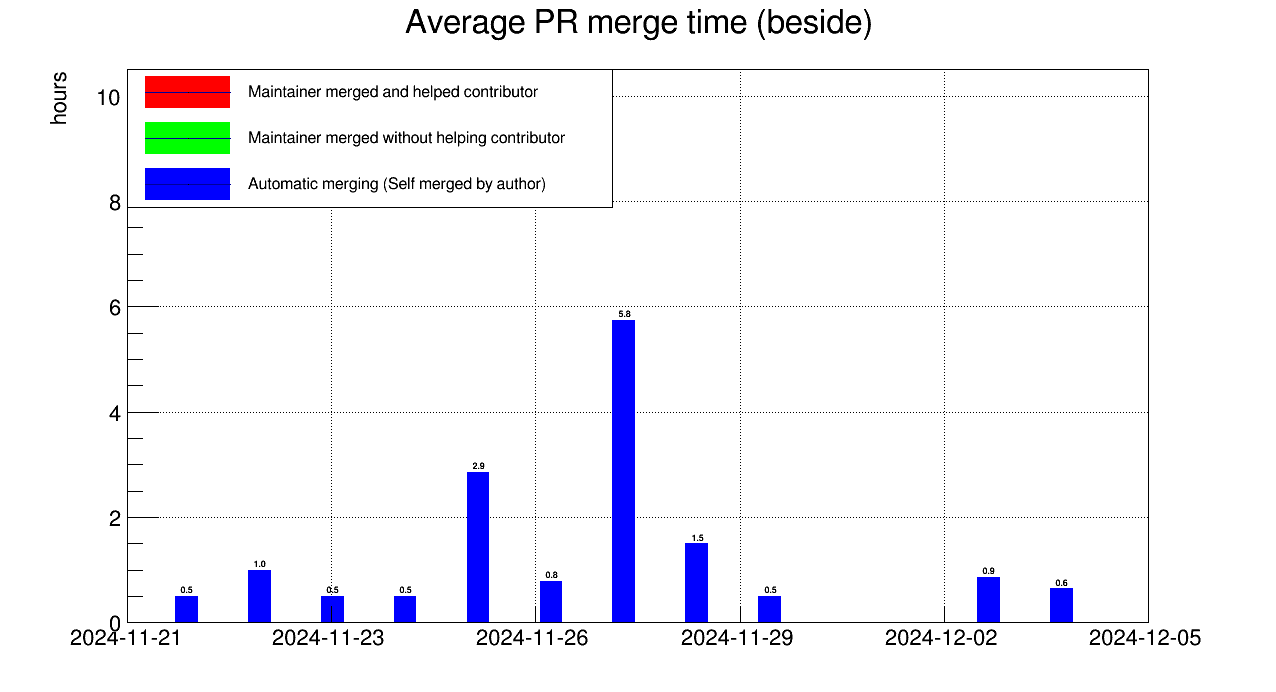 Average PR merge time (beside)
hours
Maintainer merged and helped contributor
Maintainer merged without helping contributor
Automatic merging (Self merged by author)
10
8
6
4
2
0
0.5
1.0
0.5
0.5
2.9
0.8
5.8
1.5
0.5
0.9
0.6
2024-11-21 2024-11-23 2024-11-26 2024-11-29 2024-12-02 2024-12-05